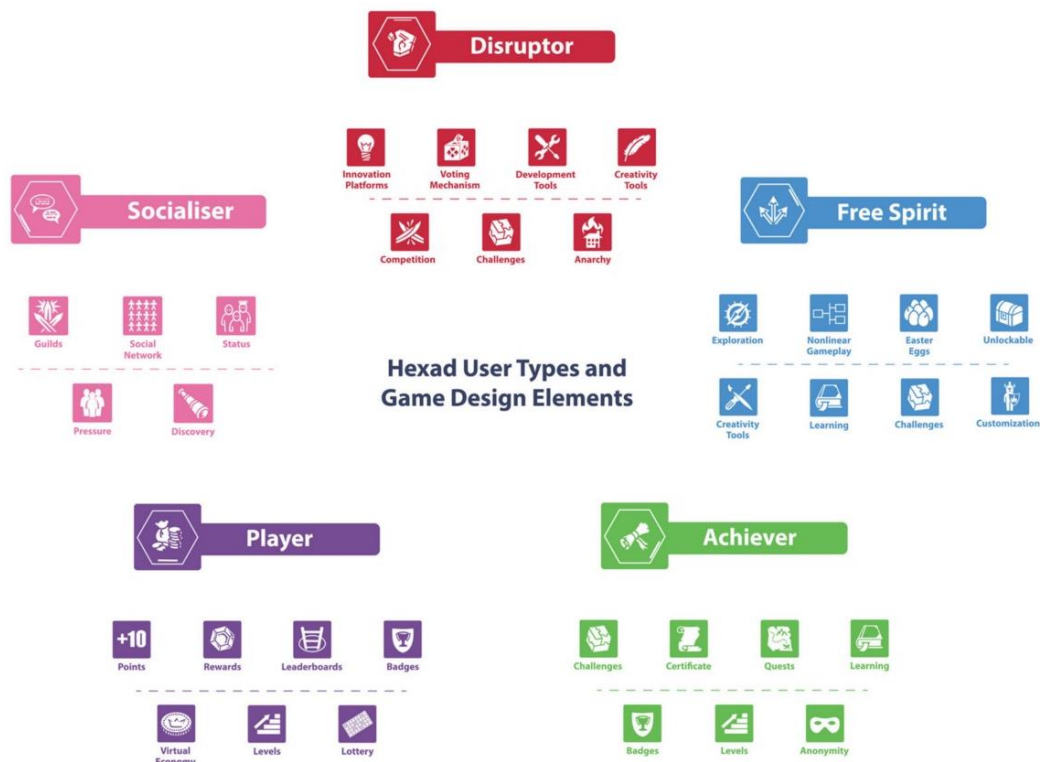 Disruptor
Innovation
Platforms
Voting
Mechanism
Development
Tools
Creativity
Tools
Competition
Challenges
Anarchy
Socialiser
Guilds
Social
Network
Status
Pressure
Discovery
Free Spirit
Exploration
Nonlinear
Gameplay
Easter
Eggs
Unlockable
Creativity
Tools
Learning
Challenges
Customization
Hexad User Types and
Game Design Elements
Player
+10
Points
Rewards
Leaderboards
Badges
Virtual
Economy
Levels
Lottery
Achiever
Challenges
Certificate
Quests
Learning
Badges
Levels
Anonymity